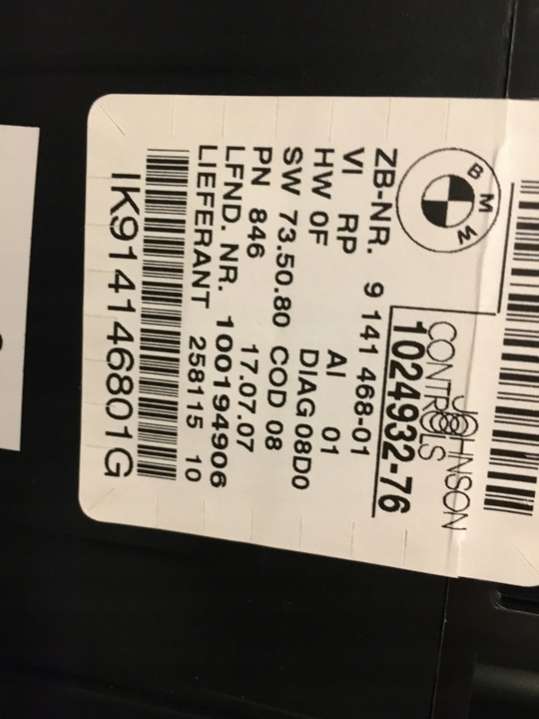 BMW
JOHNSON
CONTROLS
1024932-76
ZB-NR. 9 141 468-01
VI RP AI 01
HW 0F DIAG 08D0
SW 73.50.80 COD 08
PN 846 17.07.07
LFND. NR. 100194906
LIEFERANT 258115 10
IK914146801G